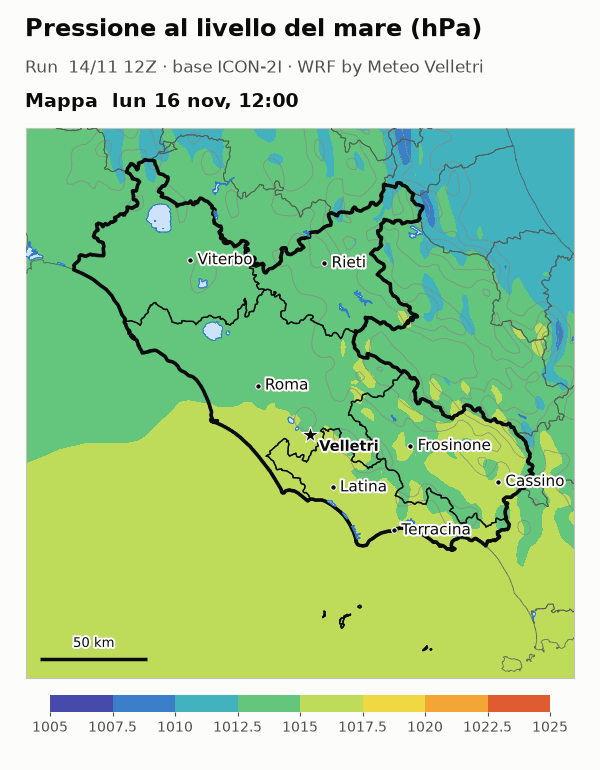 Pressione al livello del mare (hPa)
Run 14/11 12Z · base ICON-2I · WRF by Meteo Velletri
Mappa lun 16 nov, 12:00
Viterbo
Rieti
Roma
Velletri
Frosinone
Cassino
Latina
Terracina
50 km
1005 1007.5 1010 1012.5 1015 1017.5 1020 1022.5 1025